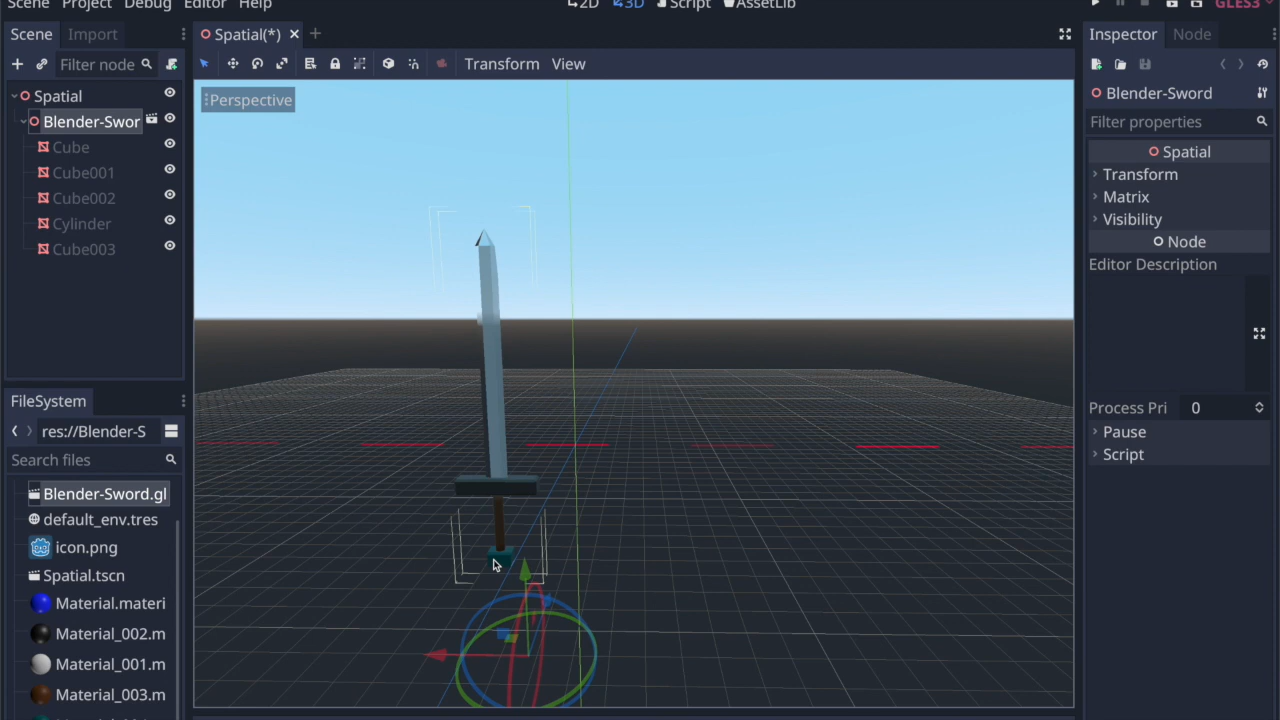 Scene Project Debug Editor Help
2D 3D Script AssetLib
GLES3
Scene Import
Spatial(*)
Inspector Node
Filter node
Transform View
Spatial
Blender-Swor
Cube
Cube001
Cube002
Cylinder
Cube003
Perspective
Blender-Sword
Filter properties
Spatial
Transform
Matrix
Visibility
Node
Editor Description
Process Pri 0
Pause
Script
FileSystem
res://Blender-S
Search files
Blender-Sword.gl
default_env.tres
icon.png
Spatial.tscn
Material.materi
Material_002.m
Material_001.m
Material_003.m